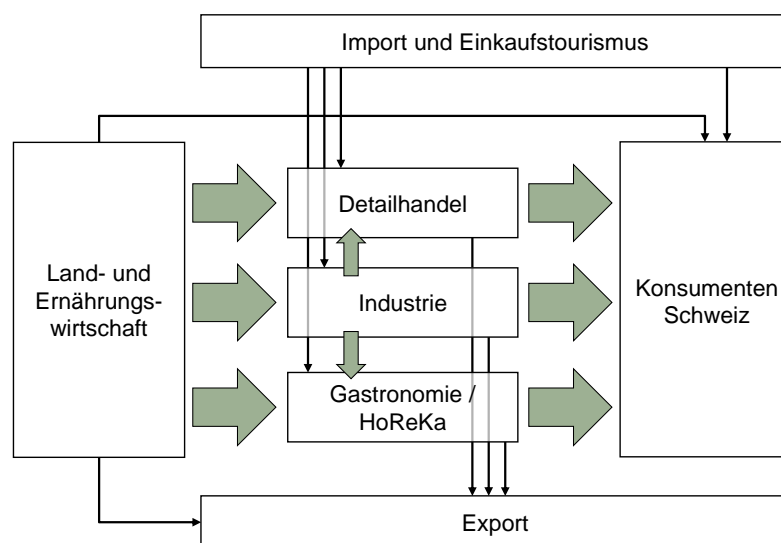 Import und Einkaufstourismus
Land- und
Ernährungs-
wirtschaft
Detailhandel
Industrie
Gastronomie /
HoReKa
Konsumenten
Schweiz
Export